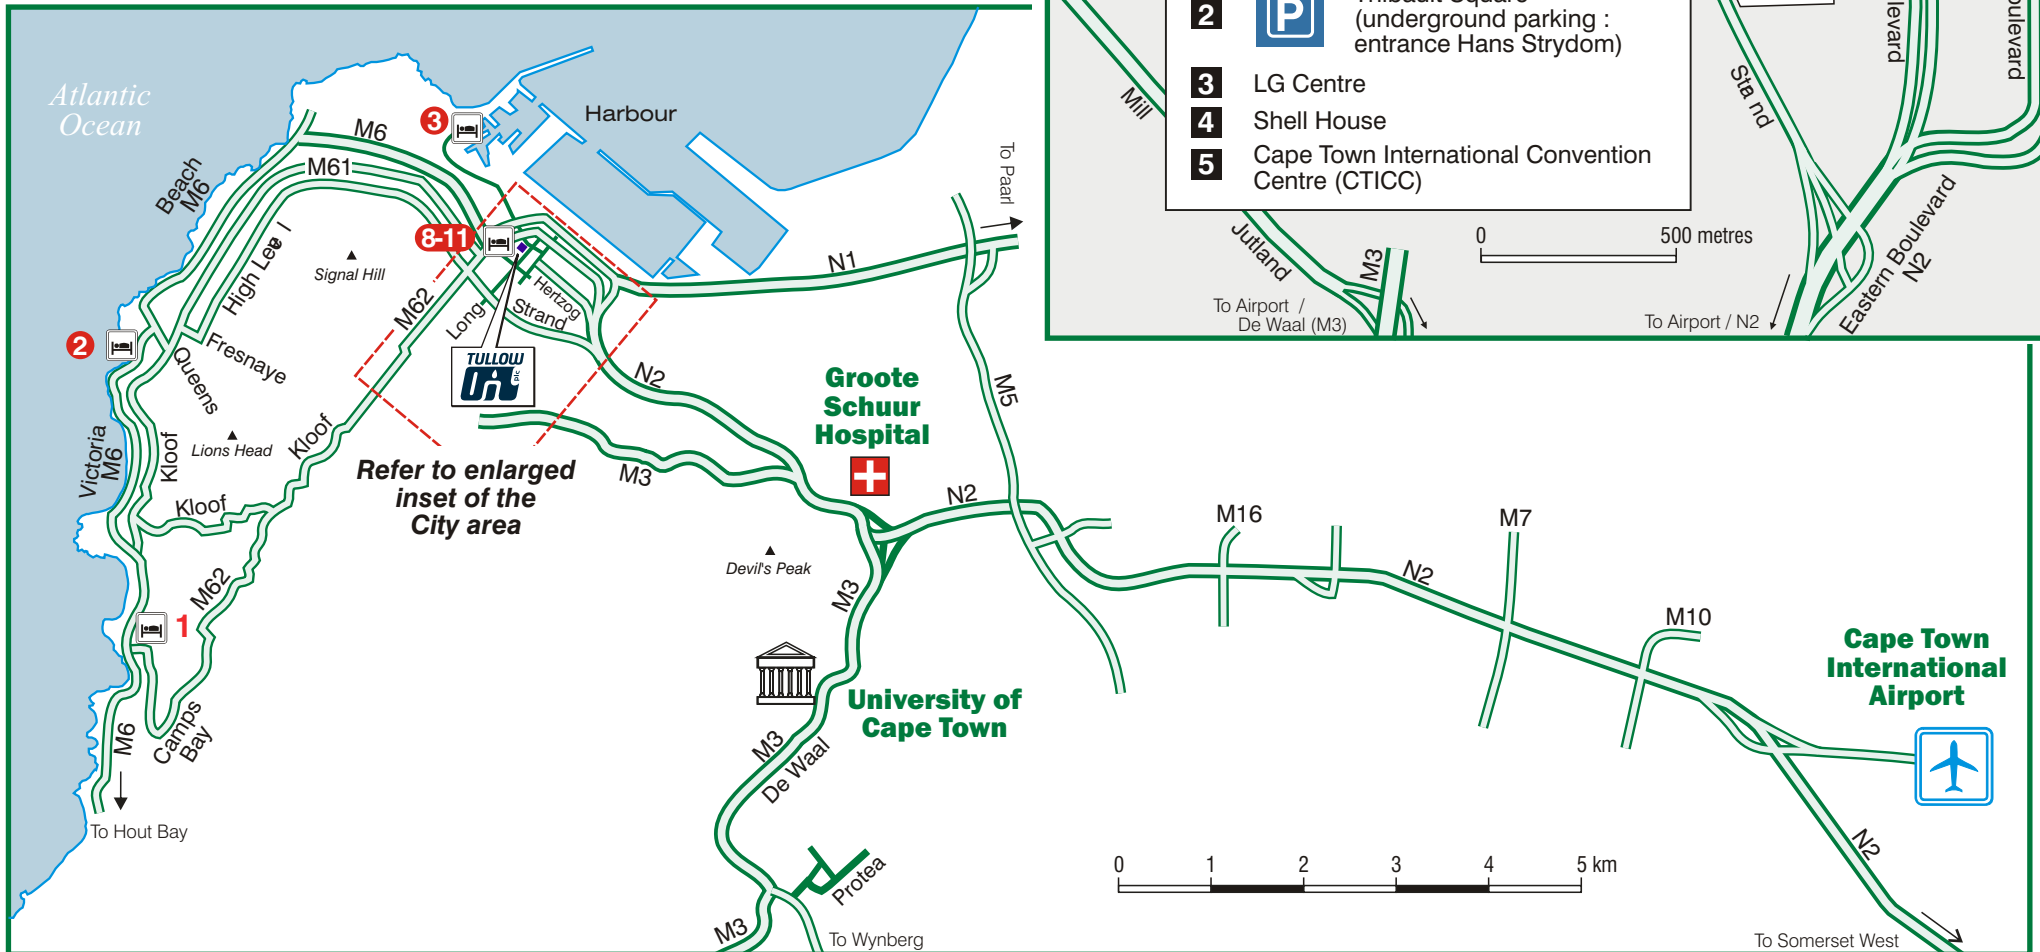 Atlantic
Ocean
Harbour
3
M6
M61
Beach
M6
High Level
Signal Hill
8-11
M62
Long
Hertzog
Strand
TULLOW
Oil
plc
N1
To Paarl
2
Fresnaye
Queens
Lions Head
Kloof
Victoria
M6
Kloof
Kloof
N2
M3
Refer to enlarged
inset of the
City area
Groote
Schuur
Hospital
M5
N2
Devil's Peak
M3
M62
1
Camps
Bay
M6
To Hout Bay
University of
Cape Town
M3
De Waal
Protea
M3
To Wynberg
M16
N2
M7
M10
Cape Town
International
Airport
N2
To Somerset West
0 1 2 3 4 5 km
2
P
Thibault Square
(underground parking :
entrance Hans Strydom)
3
LG Centre
4
Shell House
5
Cape Town International Convention
Centre (CTICC)
Mill
Jutland
M3
To Airport /
De Waal (M3)
0 500 metres
Sta nd
To Airport / N2
Eastern Boulevard
N2